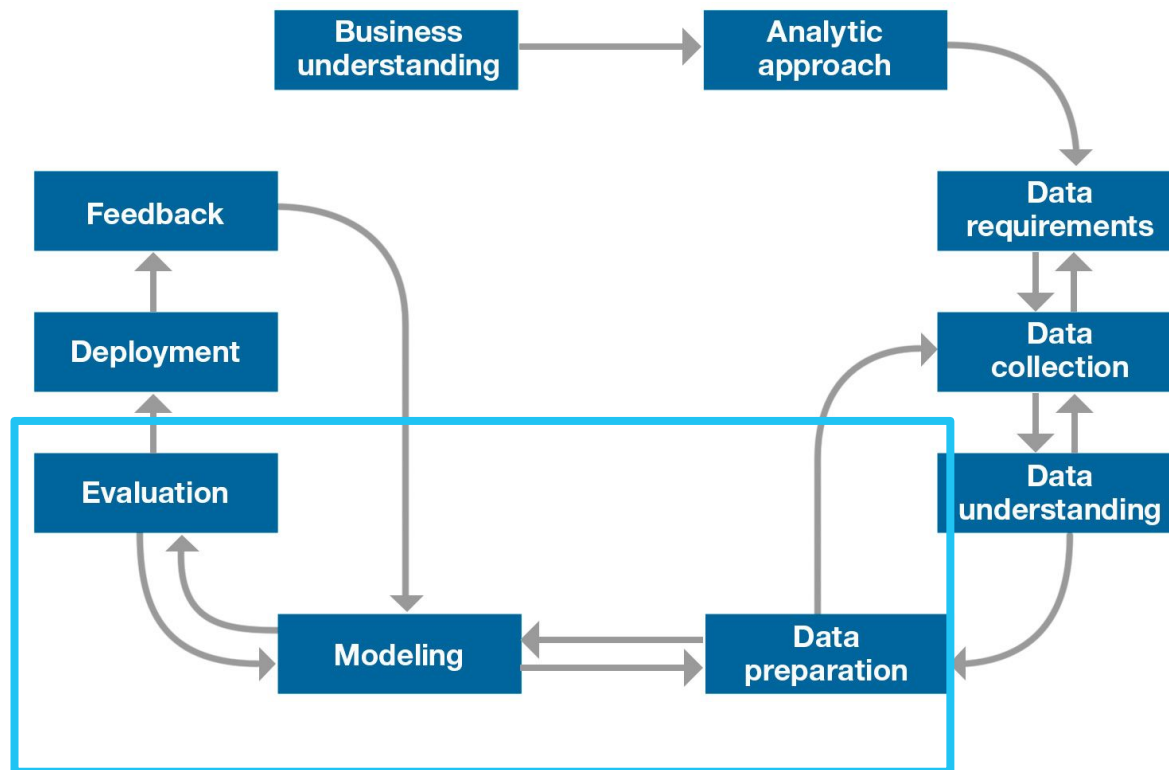 Business
understanding
Analytic
approach
Feedback
Data
requirements
Deployment
Data
collection
Evaluation
Data
understanding
Modeling
Data
preparation